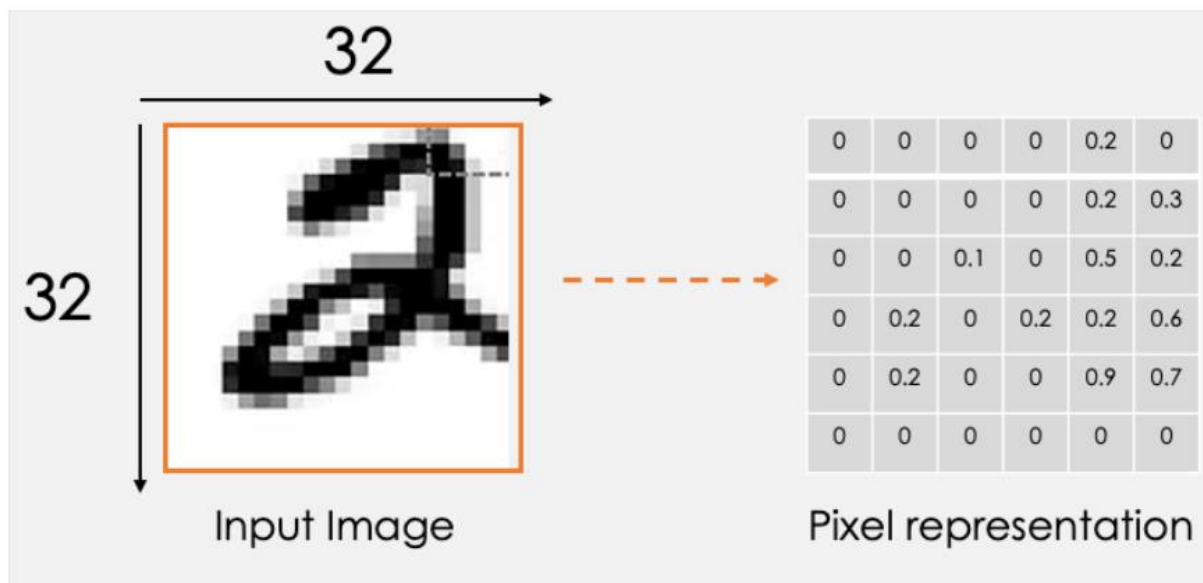 32
32
2
0 0 0 0 0.2 0
0 0 0 0 0.2 0.3
0 0 0.1 0 0.5 0.2
0 0.2 0 0.2 0.2 0.6
0 0.2 0 0 0.9 0.7
0 0 0 0 0 0
Input Image
Pixel representation